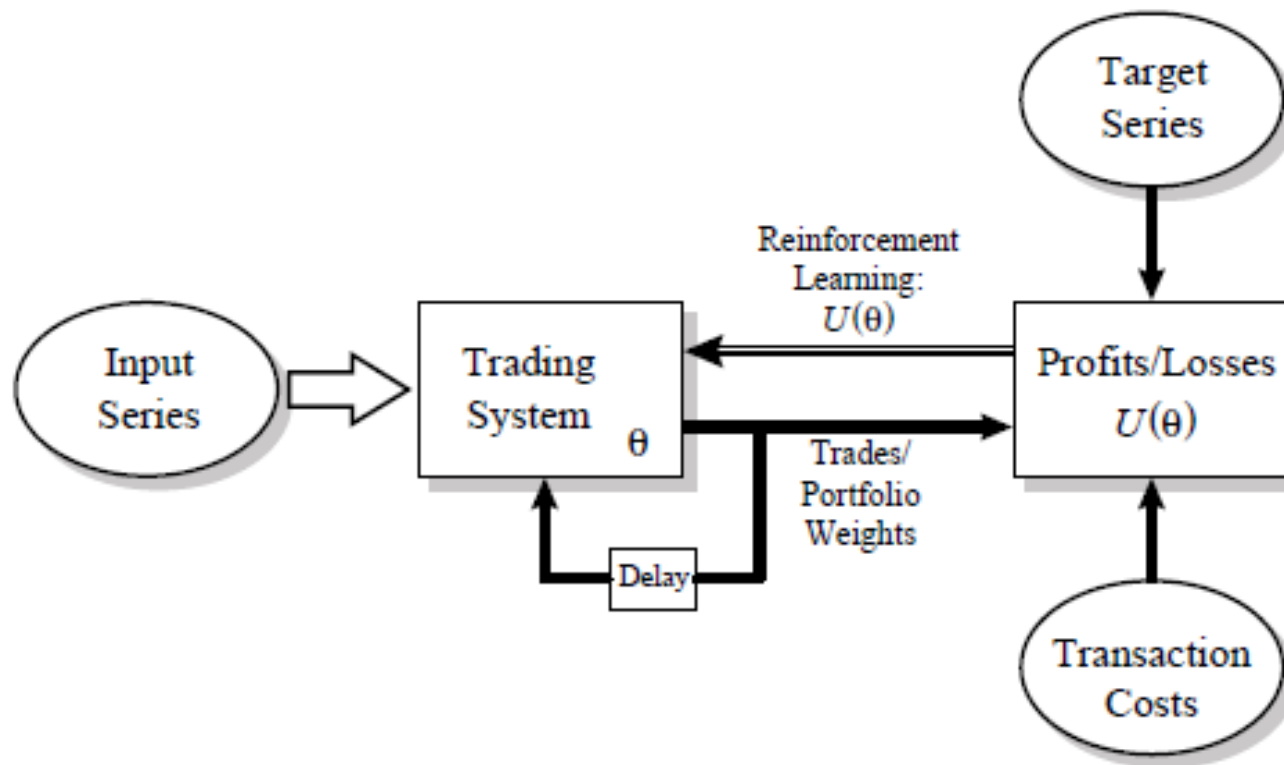 Target
Series
Reinforcement
Learning:
U(θ)
Input
Series
Trading
System
θ
Profits/Losses
U(θ)
Trades/
Portfolio
Weights
Delay
Transaction
Costs